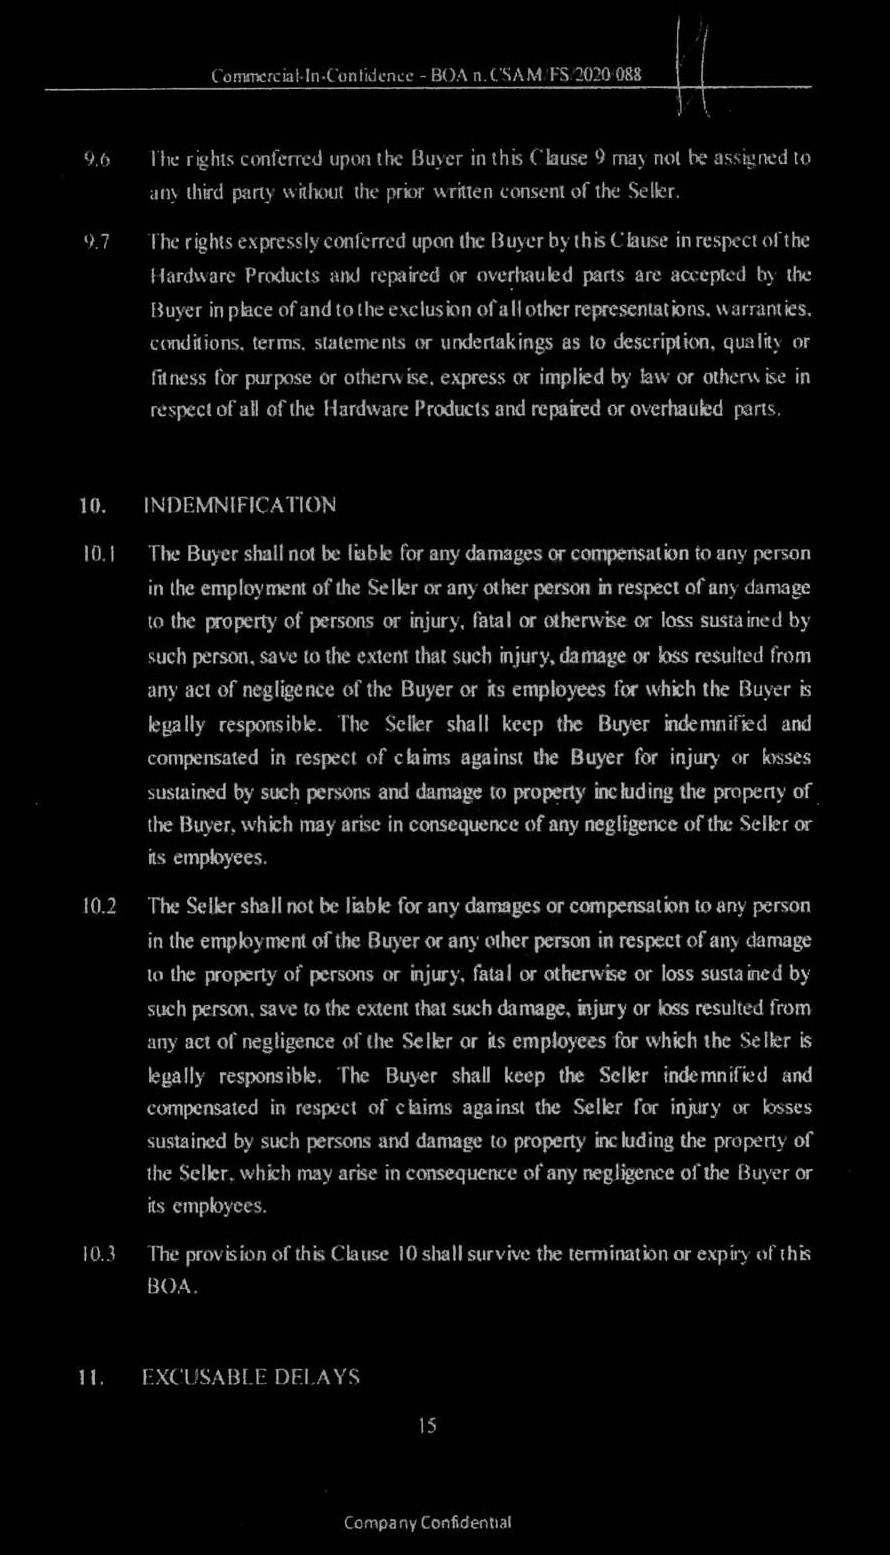 Commercial-In-Confidence - BOA n. CSAM/FS/2020/088
9.6 The rights conferred upon the Buyer in this Clause 9 may not be assigned to
any third party without the prior written consent of the Seller.
9.7 The rights expressly conferred upon the Buyer by this Clause in respect of the
Hardware Products and repaired or overhauled parts are accepted by the
Buyer in place of and to the exclusion of all other representations, warranties,
conditions, terms, statements or undertakings as to description, quality or
fitness for purpose or otherwise, express or implied by law or otherwise in
respect of all of the Hardware Products and repaired or overhauled parts.
10. INDEMNIFICATION
10.1 The Buyer shall not be liable for any damages or compensation to any person
in the employment of the Seller or any other person in respect of any damage
to the property of persons or injury, fatal or otherwise or loss sustained by
such person, save to the extent that such injury, damage or loss resulted from
any act of negligence of the Buyer or its employees for which the Buyer is
legally responsible. The Seller shall keep the Buyer indemnified and
compensated in respect of claims against the Buyer for injury or losses
sustained by such persons and damage to property including the property of
the Buyer, which may arise in consequence of any negligence of the Seller or
its employees.
10.2 The Seller shall not be liable for any damages or compensation to any person
in the employment of the Buyer or any other person in respect of any damage
to the property of persons or injury, fatal or otherwise or loss sustained by
such person, save to the extent that such damage, injury or loss resulted from
any act of negligence of the Seller or its employees for which the Seller is
legally responsible. The Buyer shall keep the Seller indemnified and
compensated in respect of claims against the Seller for injury or losses
sustained by such persons and damage to property including the property of
the Seller, which may arise in consequence of any negligence of the Buyer or
its employees.
10.3 The provision of this Clause 10 shall survive the termination or expiry of this
BOA.
11. EXCUSABLE DELAYS
15
Company Confidential